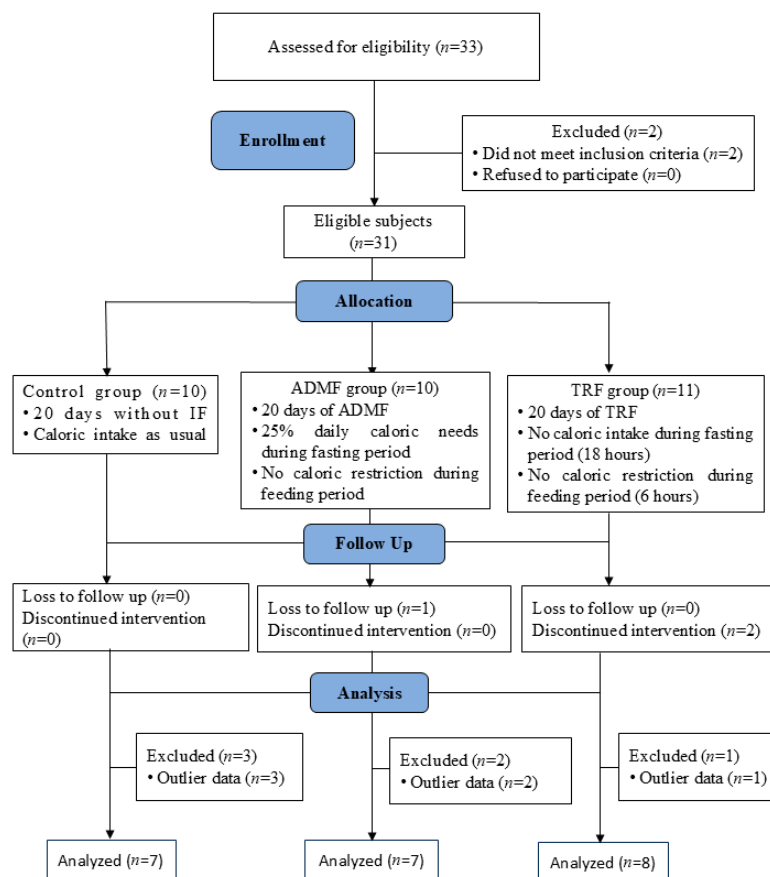 Assessed for eligibility (n=33)
Enrollment
Excluded (n=2)
• Did not meet inclusion criteria (n=2)
• Refused to participate (n=0)
Eligible subjects
(n=31)
Allocation
Control group (n=10)
• 20 days without IF
• Caloric intake as usual
ADMF group (n=10)
• 20 days of ADMF
• 25% daily caloric needs
during fasting period
• No caloric restriction during
feeding period
TRF group (n=11)
• 20 days of TRF
• No caloric intake during fasting
period (18 hours)
• No caloric restriction during
feeding period (6 hours)
Follow Up
Loss to follow up (n=0)
Discontinued intervention
(n=0)
Loss to follow up (n=1)
Discontinued intervention (n=0)
Loss to follow up (n=0)
Discontinued intervention (n=2)
Analysis
Excluded (n=3)
• Outlier data (n=3)
Excluded (n=2)
• Outlier data (n=2)
Excluded (n=1)
• Outlier data (n=1)
Analyzed (n=7)
Analyzed (n=7)
Analyzed (n=8)